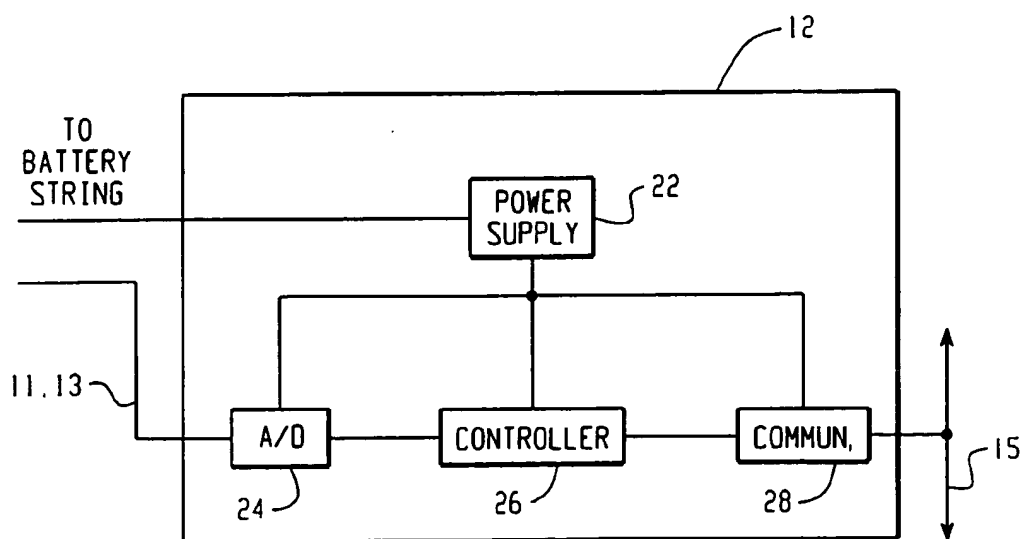 12
TO
BATTERY
STRING
POWER
SUPPLY
22
11,13
A/D
CONTROLLER
COMMUN,
24
26
28
15